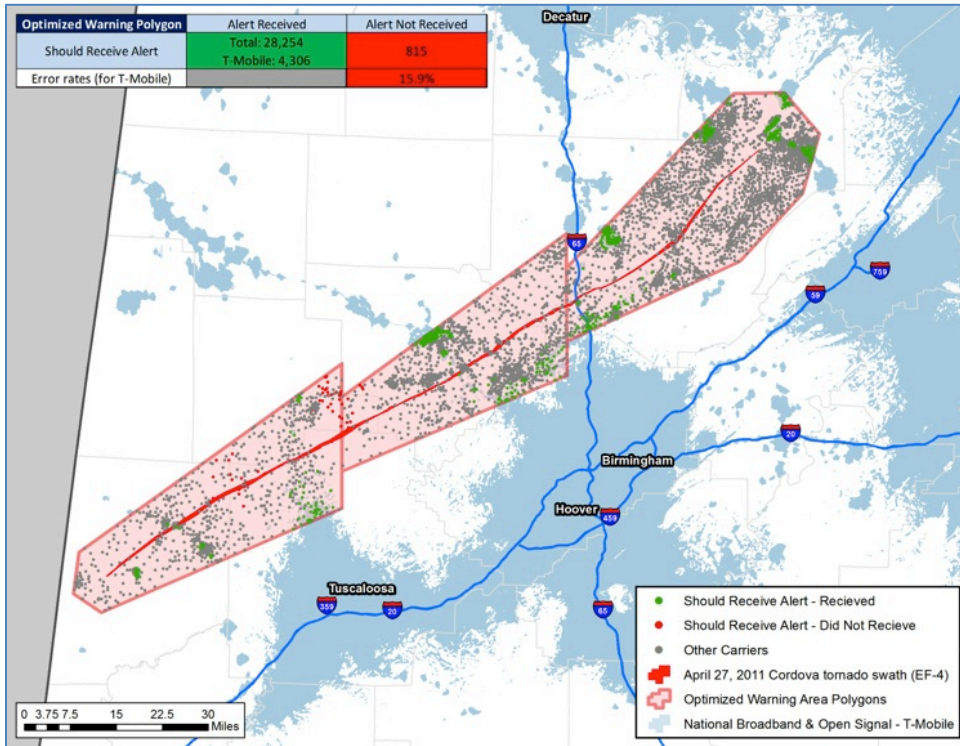 Optimized Warning Polygon Alert Received Alert Not Received
Should Receive Alert Total: 28,254 T-Mobile: 4,306 815
Error rates (for T-Mobile) 15.9%
Decatur
65
759
59
20
Birmingham
Hoover
459
Tuscaloosa
359
20
65
Should Receive Alert - Recieved
Should Receive Alert - Did Not Recieve
Other Carriers
April 27, 2011 Cordova tornado swath (EF-4)
Optimized Warning Area Polygons
National Broadband & Open Signal - T-Mobile
0 3.75 7.5 15 22.5 30
Miles